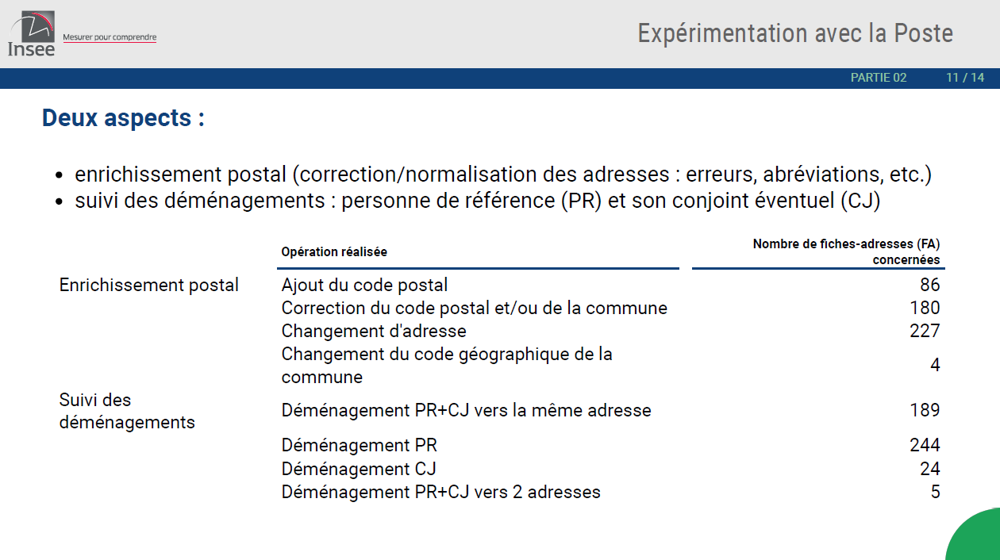 Insee
Mesurer pour comprendre
Expérimentation avec la Poste
PARTIE 02
11 / 14
Deux aspects :
• enrichissement postal (correction/normalisation des adresses : erreurs, abréviations, etc.)
• suivi des déménagements : personne de référence (PR) et son conjoint éventuel (CJ)
Opération réalisée
Nombre de fiches-adresses (FA)
concernées
Enrichissement postal
Ajout du code postal
86
Correction du code postal et/ou de la commune
180
Changement d'adresse
227
Changement du code géographique de la
commune
4
Suivi des
déménagements
Déménagement PR+CJ vers la même adresse
189
Déménagement PR
244
Déménagement CJ
24
Déménagement PR+CJ vers 2 adresses
5